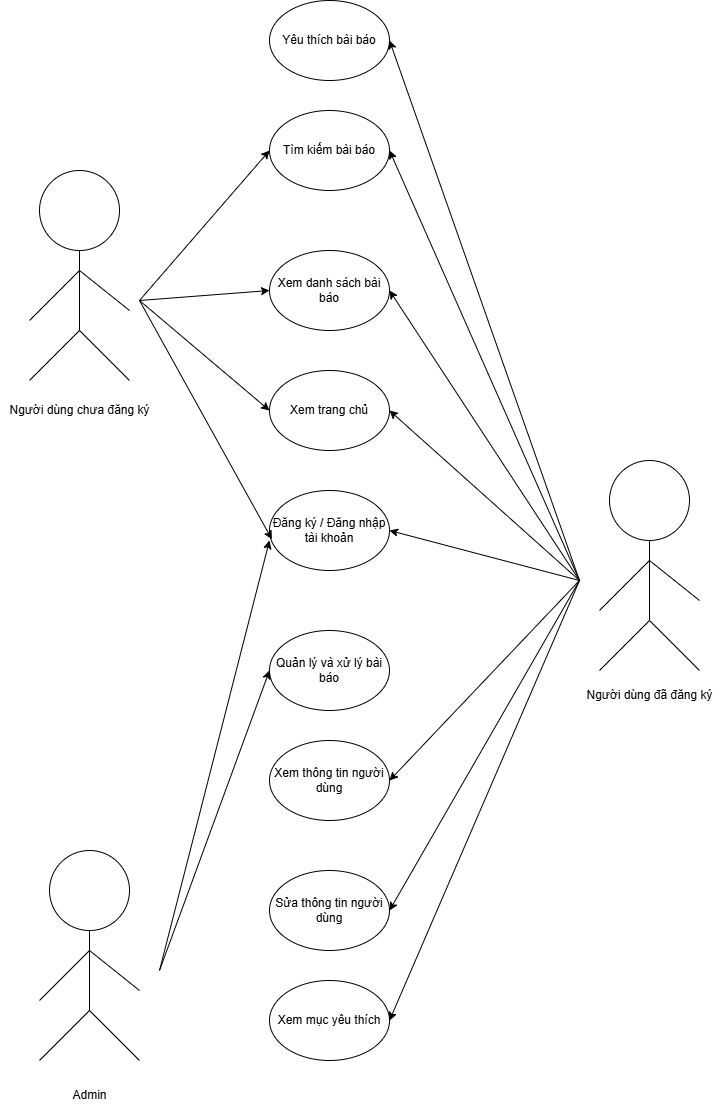 Yêu thích bài báo
Tìm kiếm bài báo
Xem danh sách bài
báo
Xem trang chủ
Người dùng chưa đăng ký
Đăng ký / Đăng nhập
tài khoản
Quản lý và xử lý bài
báo
Người dùng đã đăng ký
Xem thông tin người
dùng
Sửa thông tin người
dùng
Xem mục yêu thích
Admin